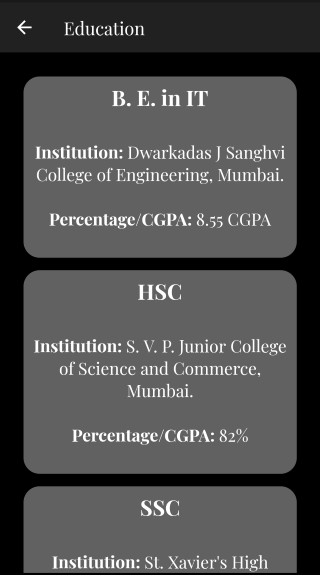 Education
B. E. in IT
Institution: Dwarkadas J Sanghvi
College of Engineering, Mumbai.
Percentage/CGPA: 8.55 CGPA
HSC
Institution: S. V. P. Junior College
of Science and Commerce,
Mumbai.
Percentage/CGPA: 82%
SSC
Institution: St. Xavier's High